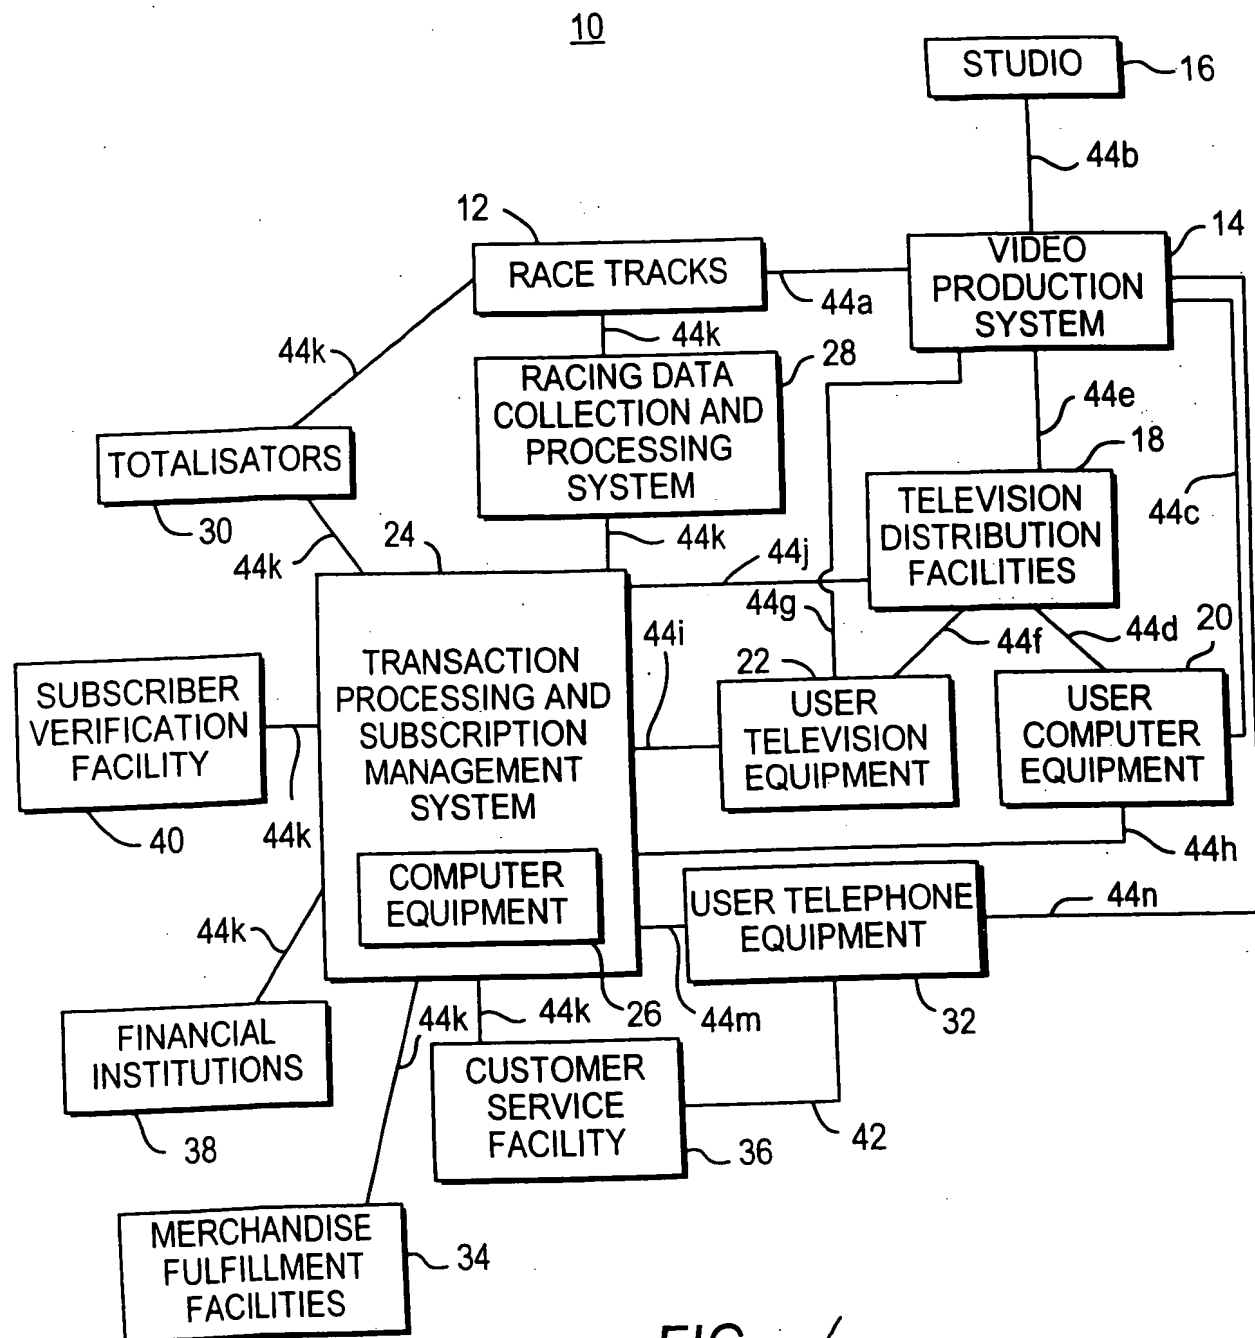 10
STUDIO
16
44b
12
RACE TRACKS
44a
VIDEO
PRODUCTION
SYSTEM
14
44k
44k
RACING DATA
COLLECTION AND
PROCESSING
SYSTEM
28
44e
44c
TOTALISATORS
30
44k
24
44k
44j
TELEVISION
DISTRIBUTION
FACILITIES
18
44g
44f
44d
20
SUBSCRIBER
VERIFICATION
FACILITY
40
44k
TRANSACTION
PROCESSING AND
SUBSCRIPTION
MANAGEMENT
SYSTEM
44i
22
USER
TELEVISION
EQUIPMENT
USER
COMPUTER
EQUIPMENT
44h
COMPUTER
EQUIPMENT
26
USER TELEPHONE
EQUIPMENT
44n
32
44k
44k
44k
44m
FINANCIAL
INSTITUTIONS
38
CUSTOMER
SERVICE
FACILITY
36
42
MERCHANDISE
FULFILLMENT
FACILITIES
34
FIG.